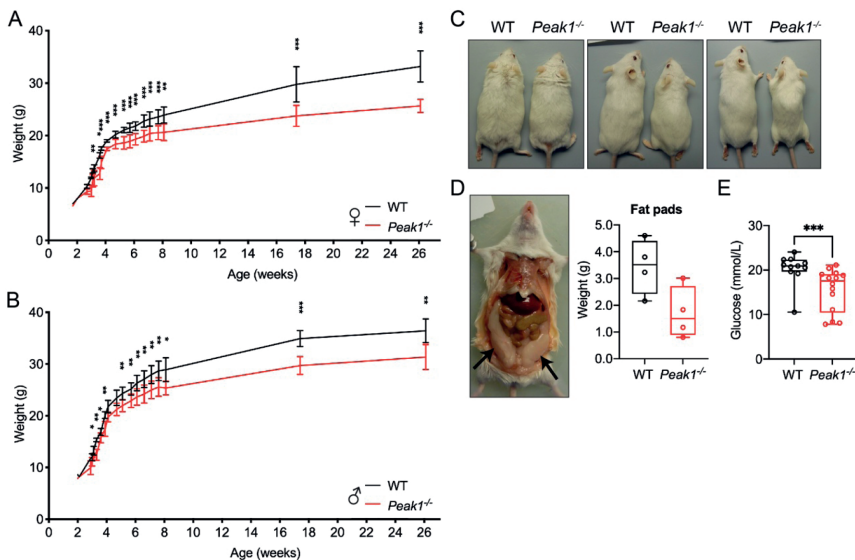 A
Weight (g)
40
30
20
10
0
** **** *** *** *** *** *** *** *** ** *** ***
♀
WT
Peak1-/-
0 2 4 6 8 10 12 14 16 18 20 22 24 26
Age (weeks)
B
Weight (g)
40
30
20
10
0
* ** * ** ** ** ** ** ** * *** **
♂
WT
Peak1-/-
0 2 4 6 8 10 12 14 16 18 20 22 24 26
Age (weeks)
C
WT Peak1-/- WT Peak1-/- WT Peak1-/-
D
Fat pads
Weight (g)
5.0
4.0
3.0
2.0
1.0
0.0
WT Peak1-/-
E
***
Glucose (mmol/L)
30
20
10
0
WT Peak1-/-